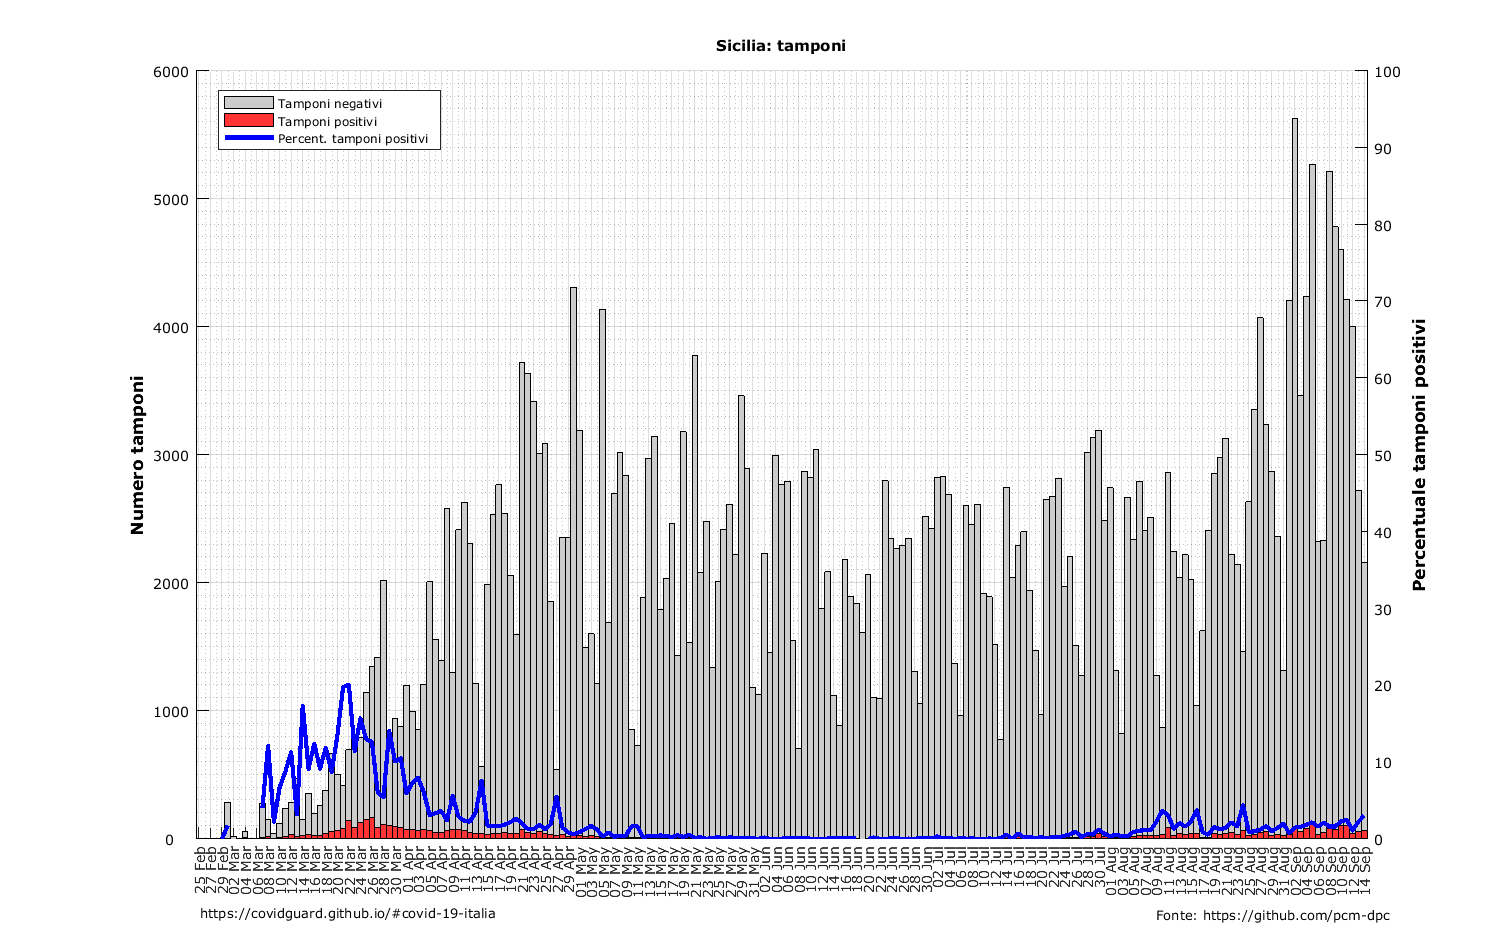 Sicilia: tamponi
Tamponi negativi
Tamponi positivi
Percent. tamponi positivi
Numero tamponi
6000
5000
4000
3000
2000
1000
0
Percentuale tamponi positivi
100
90
80
70
60
50
40
30
20
10
0
25 Feb
27 Feb
29 Feb
02 Mar
04 Mar
06 Mar
08 Mar
10 Mar
12 Mar
14 Mar
16 Mar
18 Mar
20 Mar
22 Mar
24 Mar
26 Mar
28 Mar
30 Mar
01 Apr
03 Apr
05 Apr
07 Apr
09 Apr
11 Apr
13 Apr
15 Apr
17 Apr
19 Apr
21 Apr
23 Apr
25 Apr
27 Apr
29 Apr
01 May
03 May
05 May
07 May
09 May
11 May
13 May
15 May
17 May
19 May
21 May
23 May
25 May
27 May
29 May
31 May
02 Jun
04 Jun
06 Jun
08 Jun
10 Jun
12 Jun
14 Jun
16 Jun
18 Jun
20 Jun
22 Jun
24 Jun
26 Jun
28 Jun
30 Jun
02 Jul
04 Jul
06 Jul
08 Jul
10 Jul
12 Jul
14 Jul
16 Jul
18 Jul
20 Jul
22 Jul
24 Jul
26 Jul
28 Jul
30 Jul
01 Aug
03 Aug
05 Aug
07 Aug
09 Aug
11 Aug
13 Aug
15 Aug
17 Aug
19 Aug
21 Aug
23 Aug
25 Aug
27 Aug
29 Aug
31 Aug
02 Sep
04 Sep
06 Sep
08 Sep
10 Sep
12 Sep
14 Sep
https://covidguard.github.io/#covid-19-italia
Fonte: https://github.com/pcm-dpc